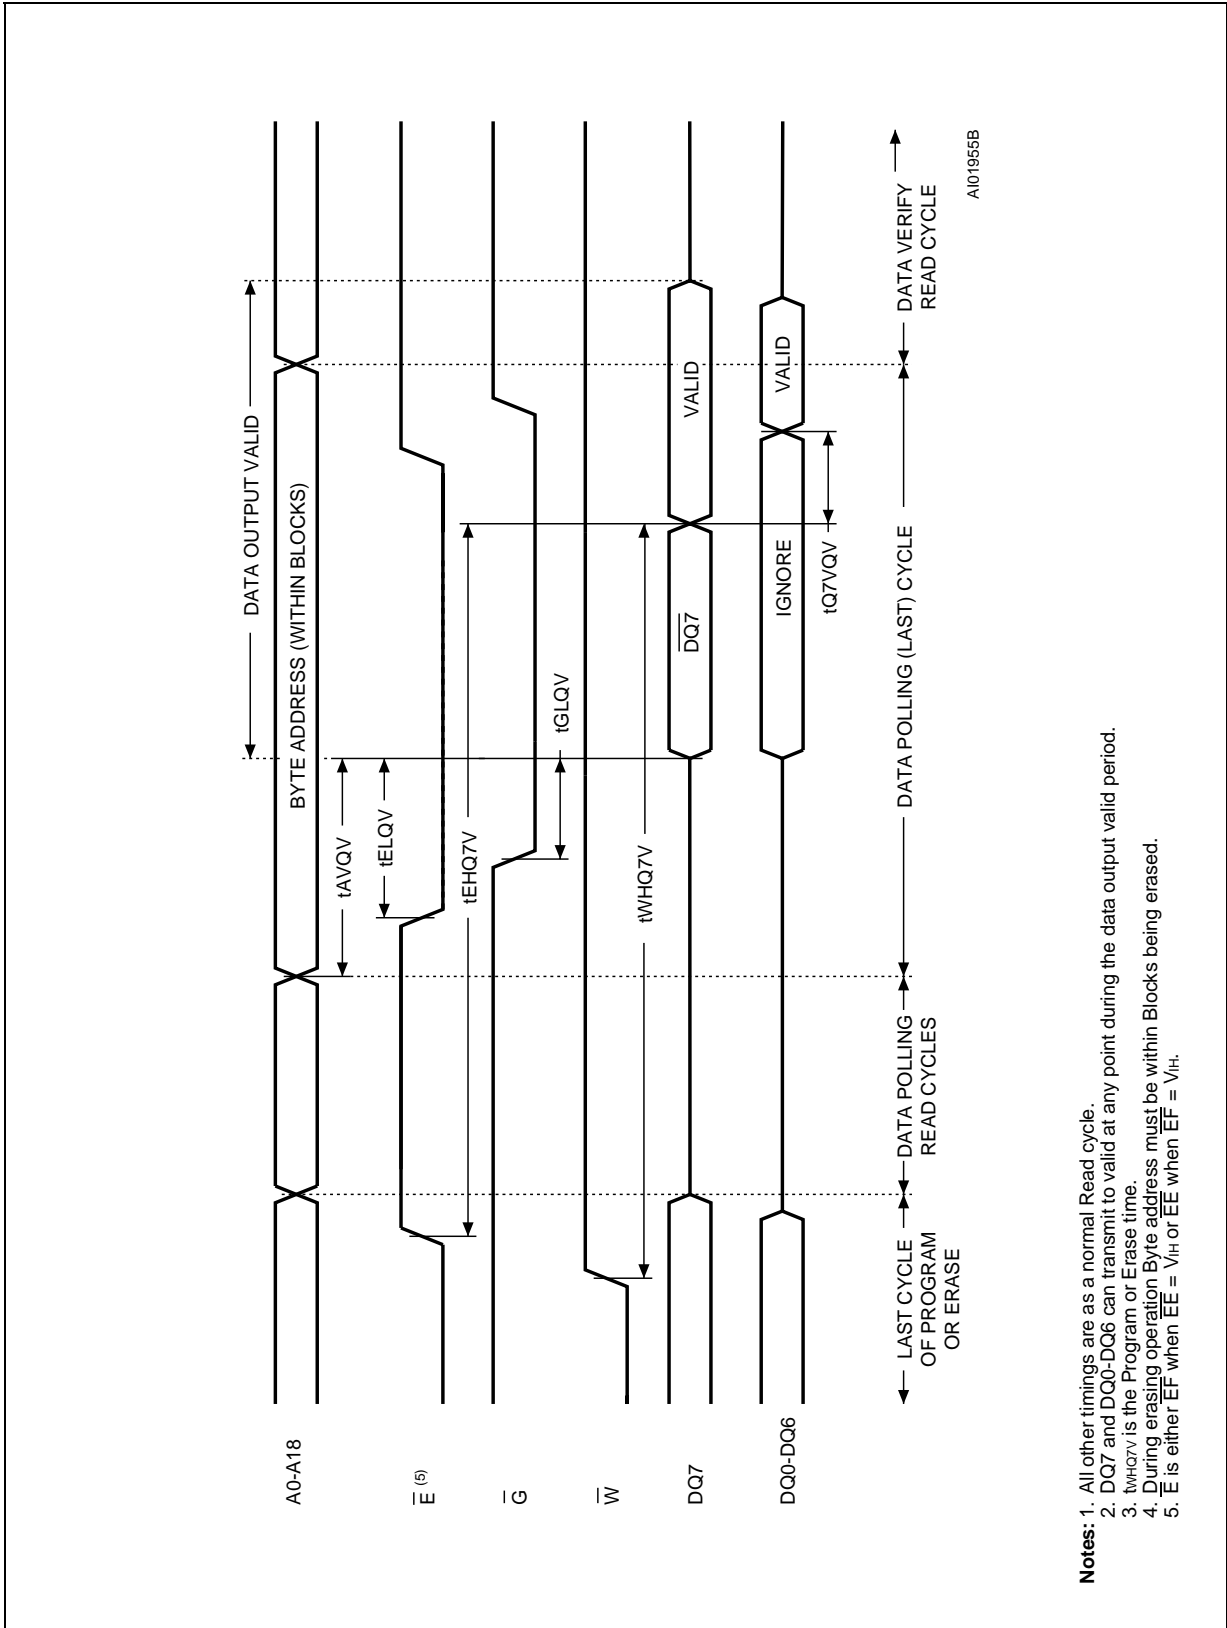 DATA OUTPUT VALID
A0-A18
BYTE ADDRESS (WITHIN BLOCKS)
tAVQV
tELQV
E̅ (5)
tEHQ7V
G̅
tGLQV
W̅
tWHQ7V
DQ7
D̅Q̅7̅
VALID
DQ0-DQ6
IGNORE
VALID
tQ7VQV
LAST CYCLE
OF PROGRAM
OR ERASE
DATA POLLING
READ CYCLES
DATA POLLING (LAST) CYCLE
DATA VERIFY
READ CYCLE
AI01955B
Notes: 1. All other timings are as a normal Read cycle.
2. DQ7 and DQ0-DQ6 can transmit to valid at any point during the data output valid period.
3. tWHQ7V is the Program or Erase time.
4. During erasing operation Byte address must be within Blocks being erased.
5. E̅ is either E̅F̅ when E̅E̅ = VIH or E̅E̅ when E̅F̅ = VIH.